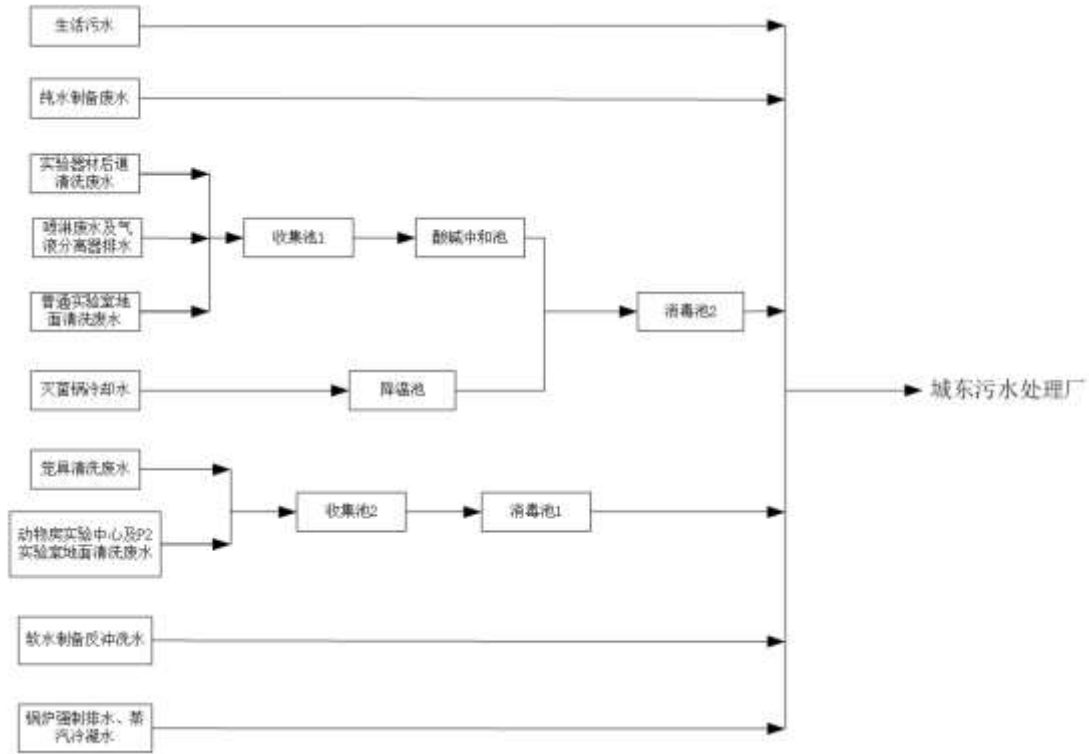 生活污水
纯水制备废水
实验器材后道
清洗废水
喷淋废水及气
液分离器排水
收集池1
酸碱中和池
普通实验室地
面清洗废水
消毒池2
灭菌锅冷却水
降温池
城东污水处理厂
笼具清洗废水
收集池2
消毒池1
动物房实验中心及P2
实验室地面清洗废水
软水制备反冲洗水
锅炉强制排水、蒸
汽冷凝水